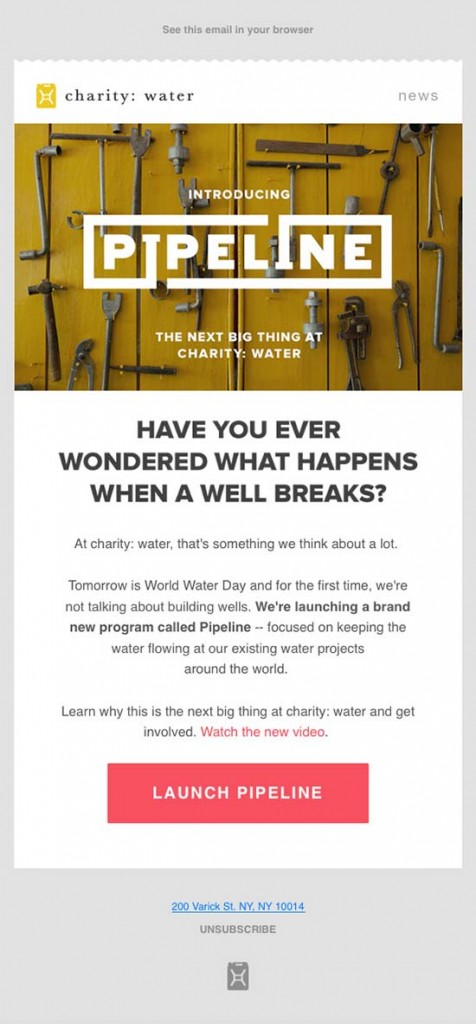 See this email in your browser
charity: water
news
INTRODUCING
PIPELINE
THE NEXT BIG THING AT
CHARITY: WATER
HAVE YOU EVER
WONDERED WHAT HAPPENS
WHEN A WELL BREAKS?
At charity: water, that's something we think about a lot.
Tomorrow is World Water Day and for the first time, we're
not talking about building wells. We're launching a brand
new program called Pipeline -- focused on keeping the
water flowing at our existing water projects
around the world.
Learn why this is the next big thing at charity: water and get
involved. Watch the new video.
LAUNCH PIPELINE
200 Varick St. NY, NY 10014
UNSUBSCRIBE